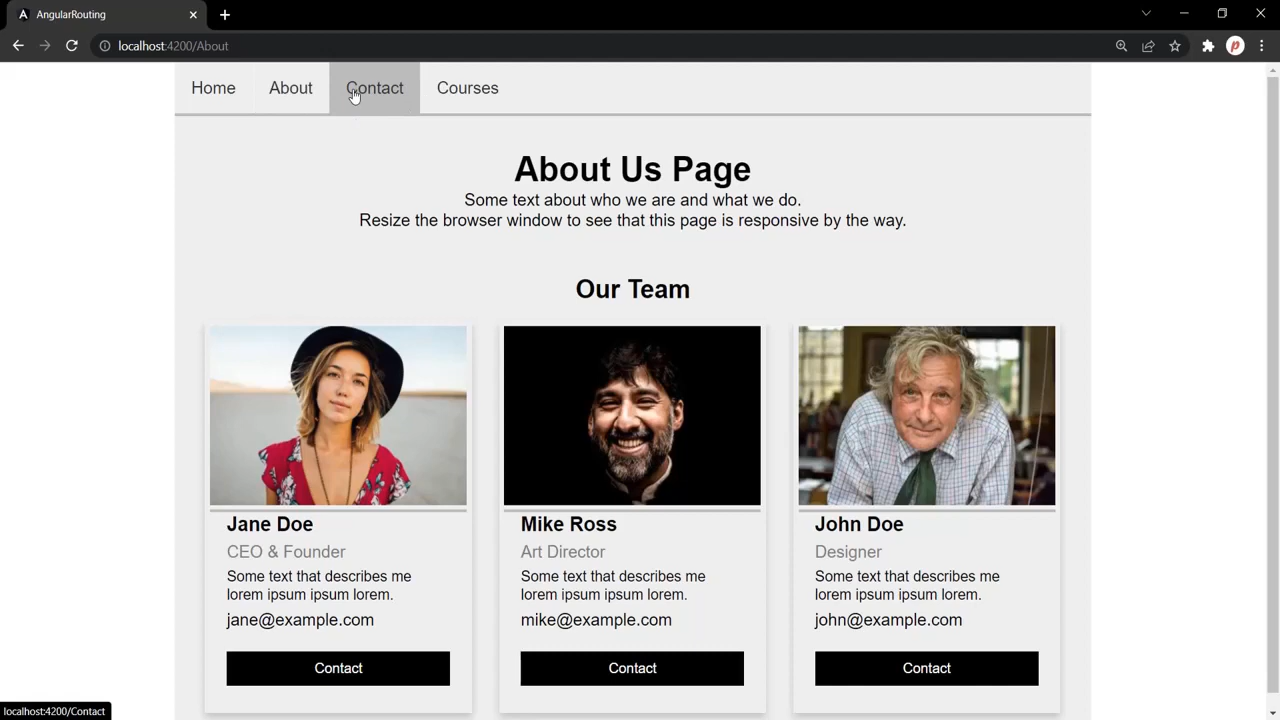 AngularRouting
localhost:4200/About
Home About Contact Courses
About Us Page
Some text about who we are and what we do.
Resize the browser window to see that this page is responsive by the way.
Our Team
Jane Doe
CEO & Founder
Some text that describes me
lorem ipsum ipsum lorem.
jane@example.com
Contact
Mike Ross
Art Director
Some text that describes me
lorem ipsum ipsum lorem.
mike@example.com
Contact
John Doe
Designer
Some text that describes me
lorem ipsum ipsum lorem.
john@example.com
Contact
localhost:4200/Contact